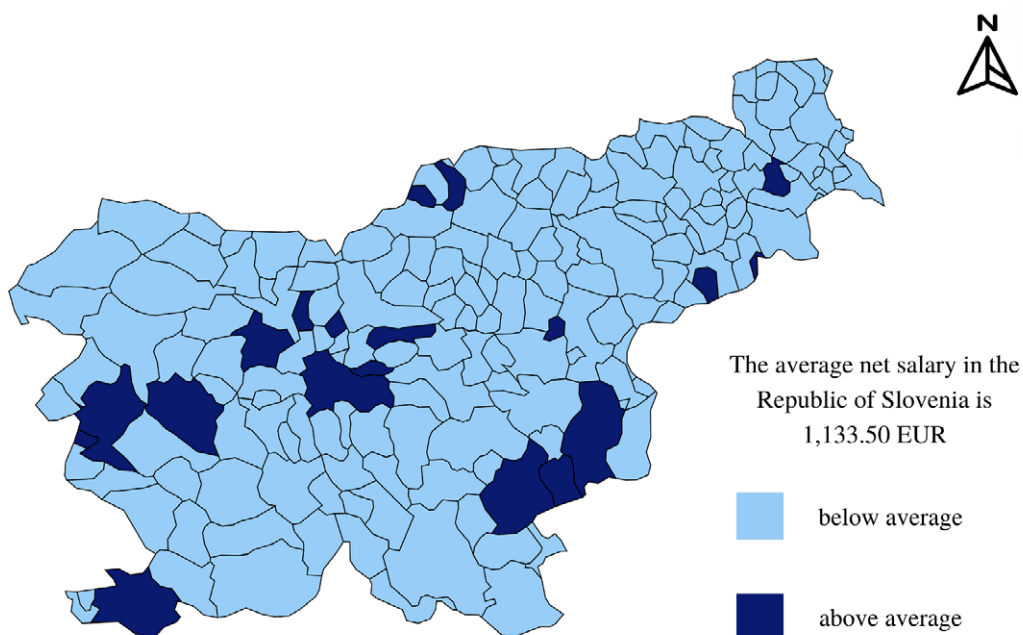 N
The average net salary in the
Republic of Slovenia is
1,133.50 EUR
below average
above average